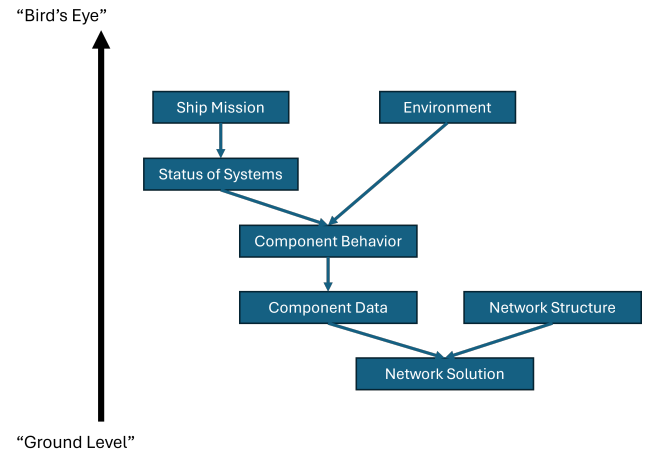 “Bird’s Eye”
Ship Mission
Environment
Status of Systems
Component Behavior
Component Data
Network Structure
Network Solution
“Ground Level”